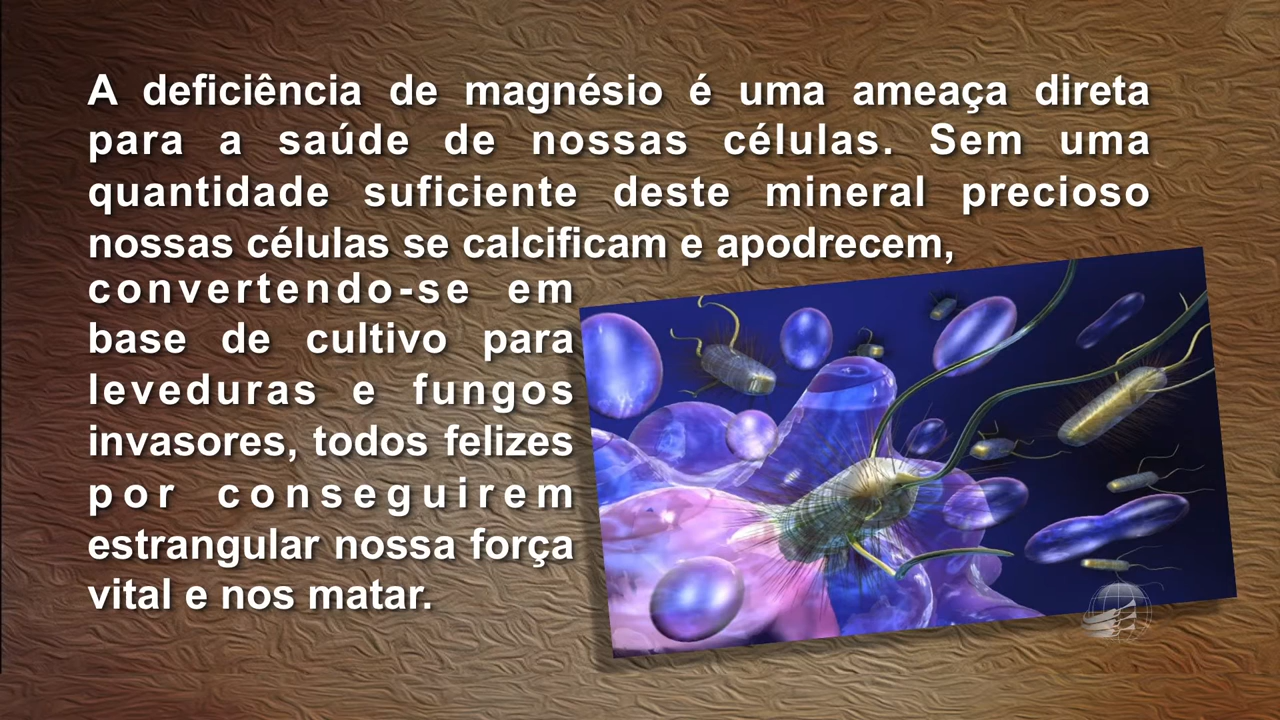 A deficiência de magnésio é uma ameaça direta
para a saúde de nossas células. Sem uma
quantidade suficiente deste mineral precioso
nossas células se calcificam e apodrecem,
convertendo-se em
base de cultivo para
leveduras e fungos
invasores, todos felizes
por conseguirem
estrangular nossa força
vital e nos matar.